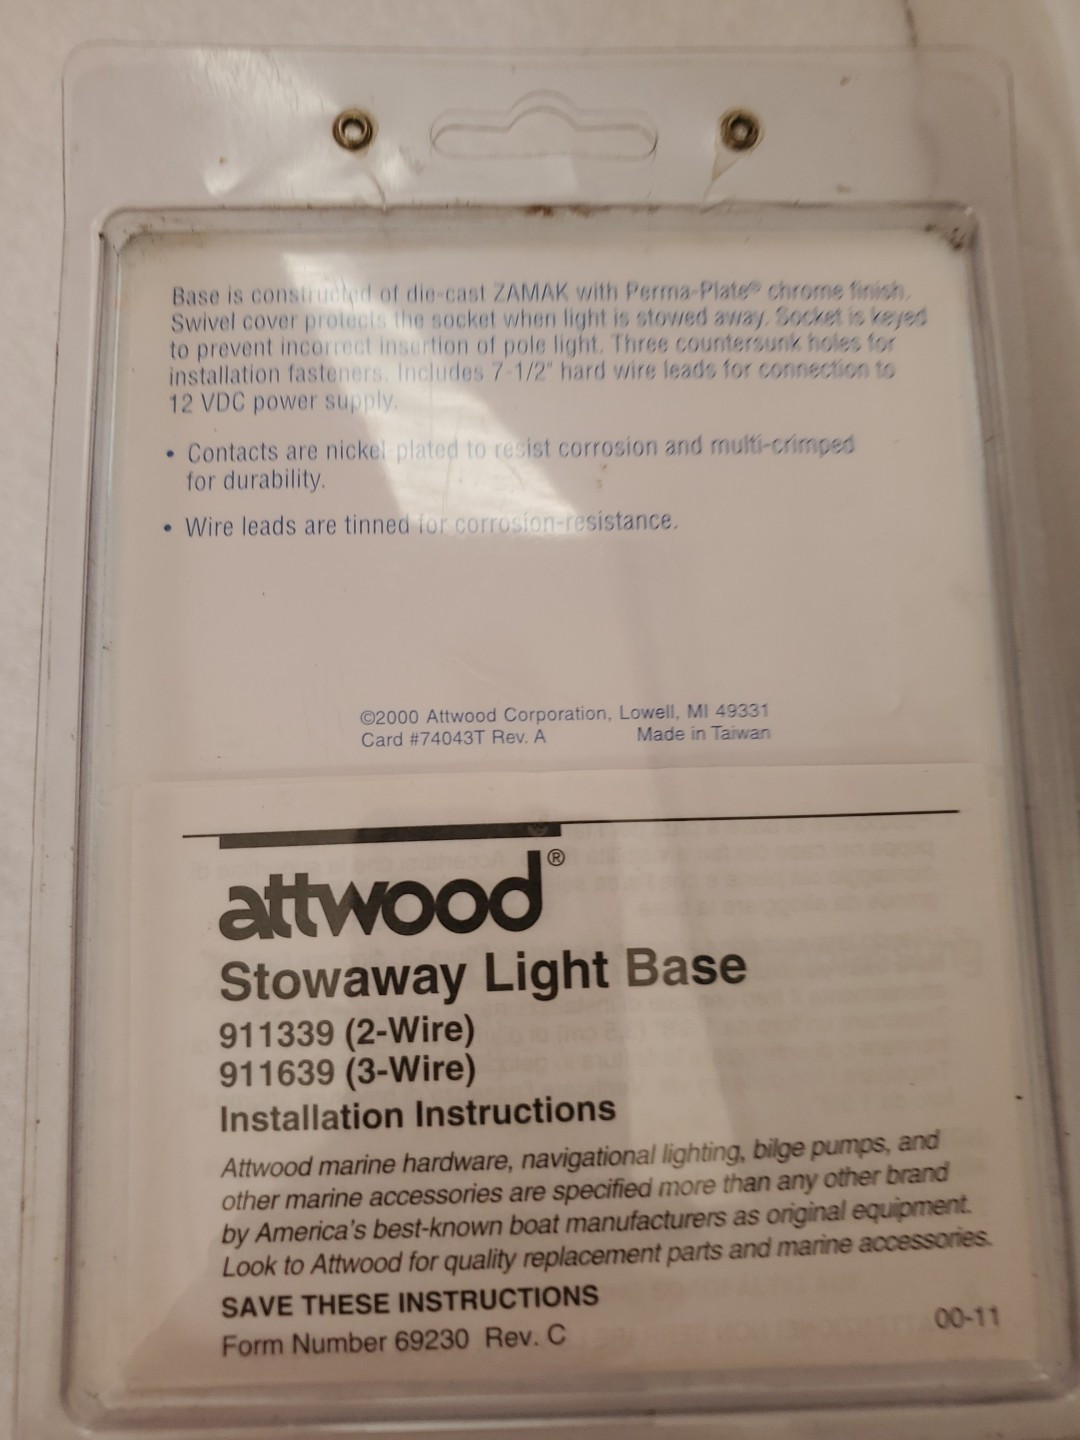 Base is constructed of die-cast ZAMAK with Perma-Plate® chrome finish.
Swivel cover protects the socket when light is stowed away. Socket is keyed
to prevent incorrect insertion of pole light. Three countersunk holes for
installation fasteners. Includes 7-1/2" hard wire leads for connection to
12 VDC power supply.
• Contacts are nickel plated to resist corrosion and multi-crimped
for durability.
• Wire leads are tinned for corrosion-resistance.
©2000 Attwood Corporation, Lowell, MI 49331
Card #74043T Rev. A Made in Taiwan
attwood®
Stowaway Light Base
911339 (2-Wire)
911639 (3-Wire)
Installation Instructions
Attwood marine hardware, navigational lighting, bilge pumps, and
other marine accessories are specified more than any other brand
by America's best-known boat manufacturers as original equipment.
Look to Attwood for quality replacement parts and marine accessories.
SAVE THESE INSTRUCTIONS
Form Number 69230 Rev. C 00-11